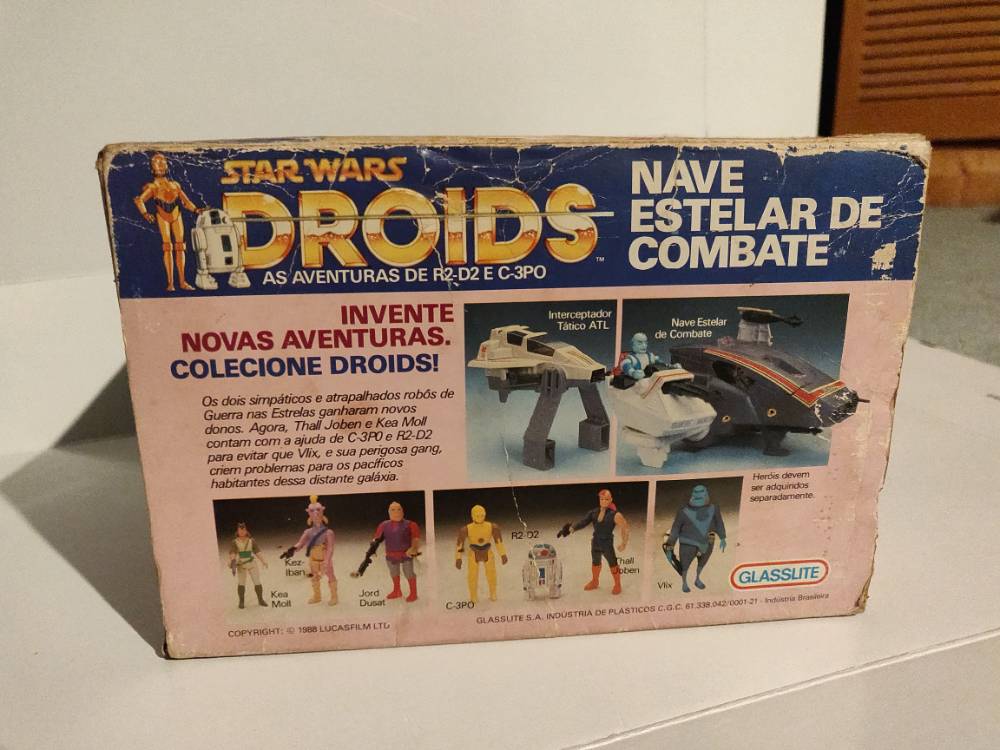 STAR WARS
DROIDS
™
AS AVENTURAS DE R2-D2 E C-3PO
NAVE
ESTELAR DE
COMBATE
INVENTE
NOVAS AVENTURAS.
COLECIONE DROIDS!
Os dois simpáticos e atrapalhados robôs de
Guerra nas Estrelas ganharam novos
donos. Agora, Thall Joben e Kea Moll
contam com a ajuda de C-3PO e R2-D2
para evitar que Vlix, e sua perigosa gang,
criem problemas para os pacíficos
habitantes dessa distante galáxia.
Interceptador
Tático ATL
Nave Estelar
de Combate
Heróis devem
ser adquiridos
separadamente.
Kea
Moll
Kez-
Iban
Jord
Dusat
C-3PO
R2-D2
Thall
Joben
Vlix
GLASSLITE
COPYRIGHT: © 1988 LUCASFILM LTD
GLASSLITE S.A. INDÚSTRIA DE PLÁSTICOS C.G.C. 61.338.042/0001-21 - Indústria Brasileira